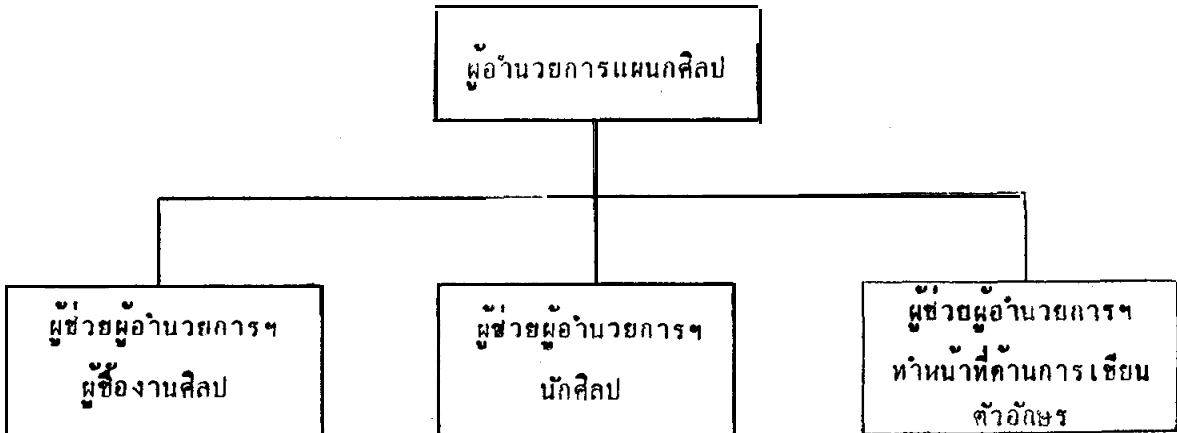 ผู้อำนวยการแผนกศิลป
ผู้ช่วยผู้อำนวยการฯ
ผู้ซื้องานศิลป
ผู้ช่วยผู้อำนวยการฯ
นักศิลป
ผู้ช่วยผู้อำนวยการฯ
ทำหน้าที่ด้านการเขียน
ตัวอักษร